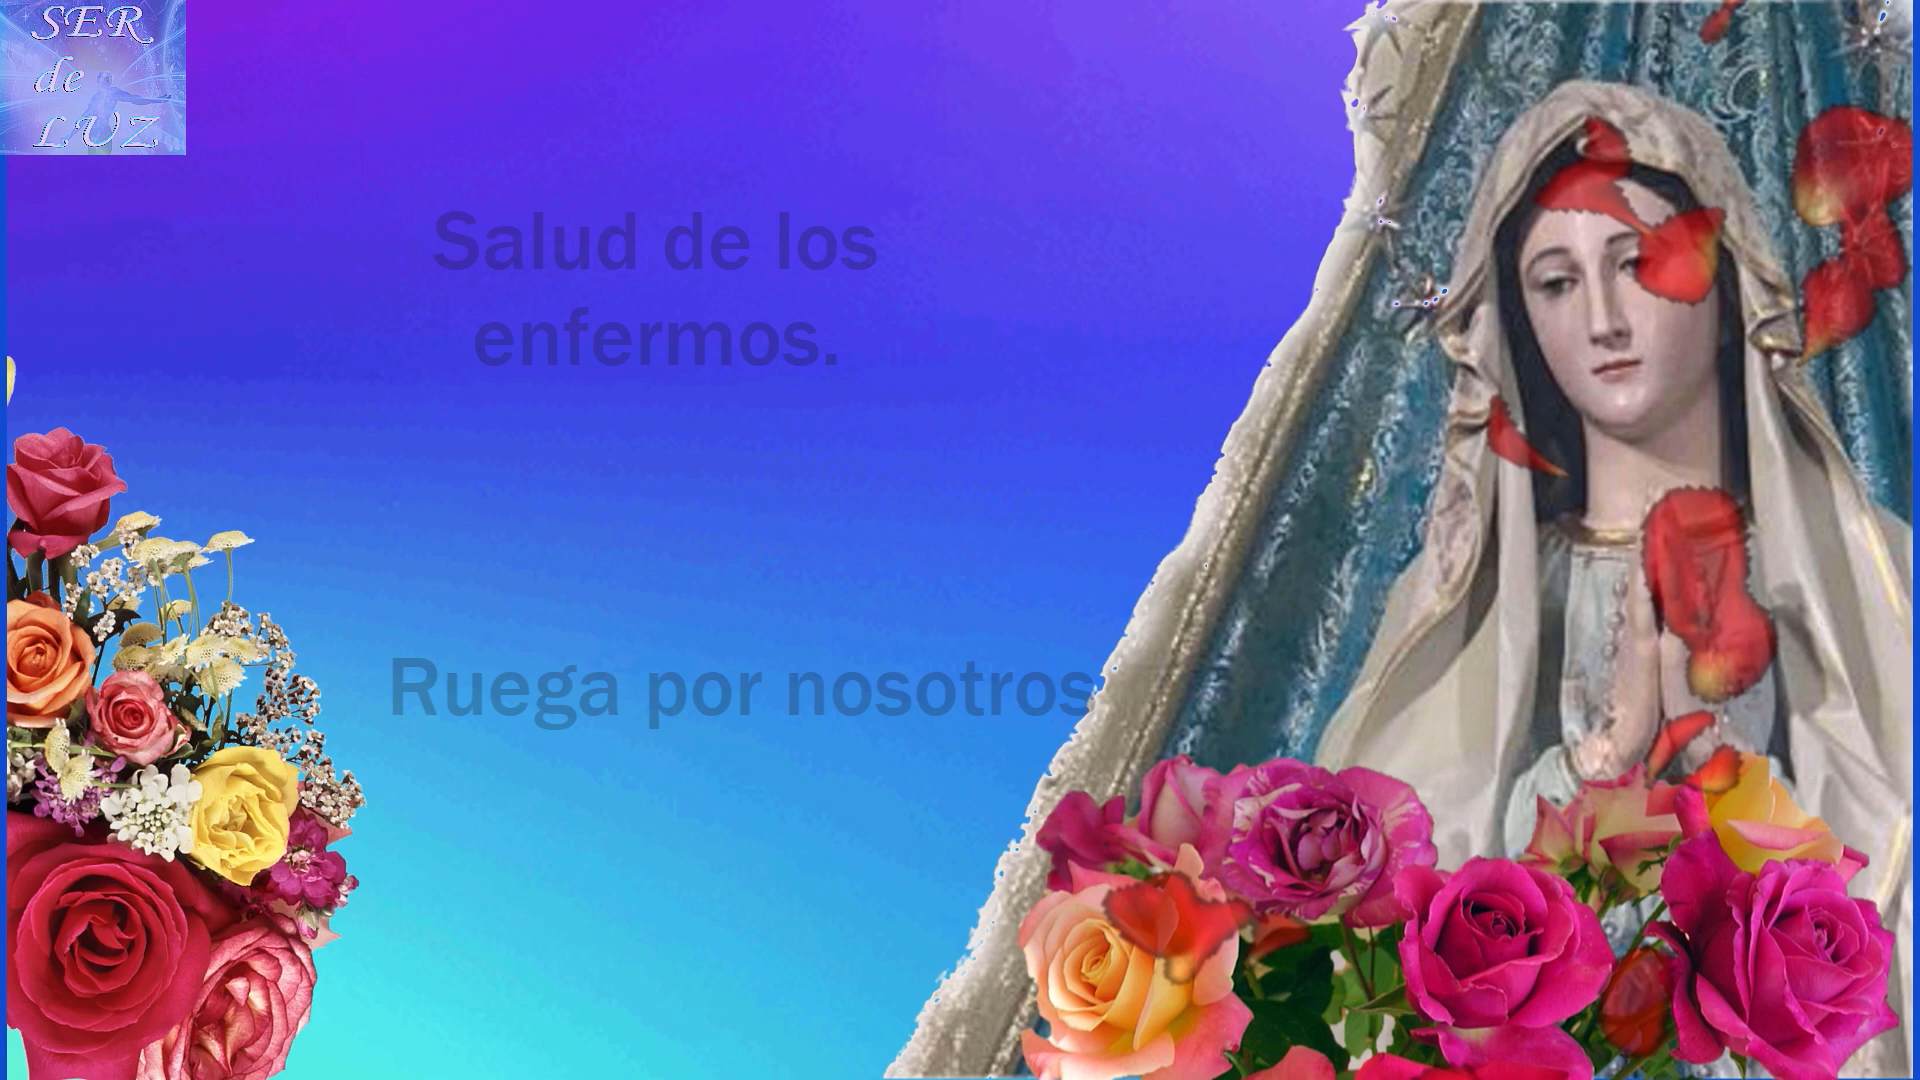 SER
de
LUZ
Salud de los
enfermos.
Ruega por nosotros